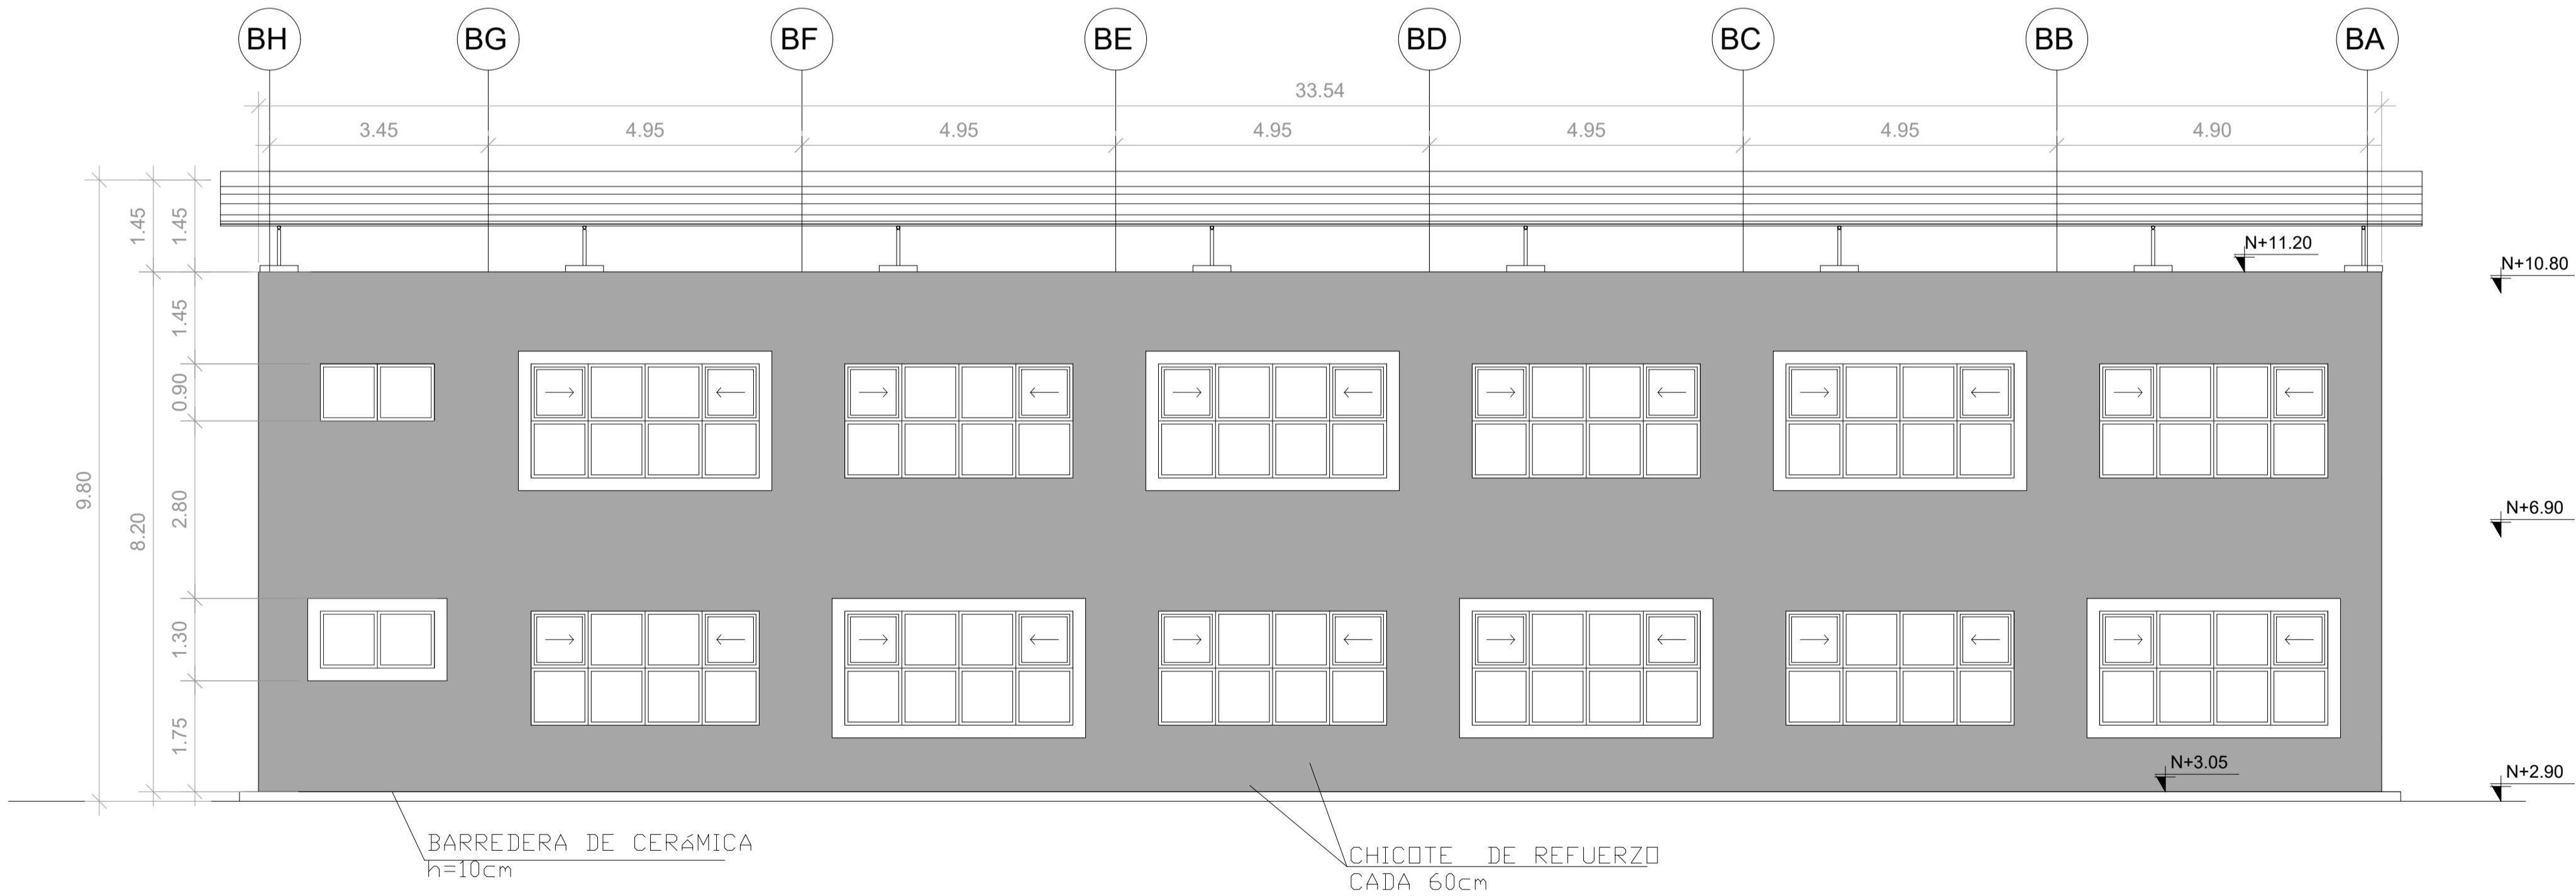 BH BG BF BE BD BC BB BA
33.54
3.45 4.95 4.95 4.95 4.95 4.95 4.90
1.45
1.45
N+11.20
N+10.80
1.45
0.90
9.80
8.20
2.80
N+6.90
1.30
1.75
N+3.05
N+2.90
BARREDERA DE CERáMICA
h=10cm
CHICOTE DE REFUERZO
CADA 60cm